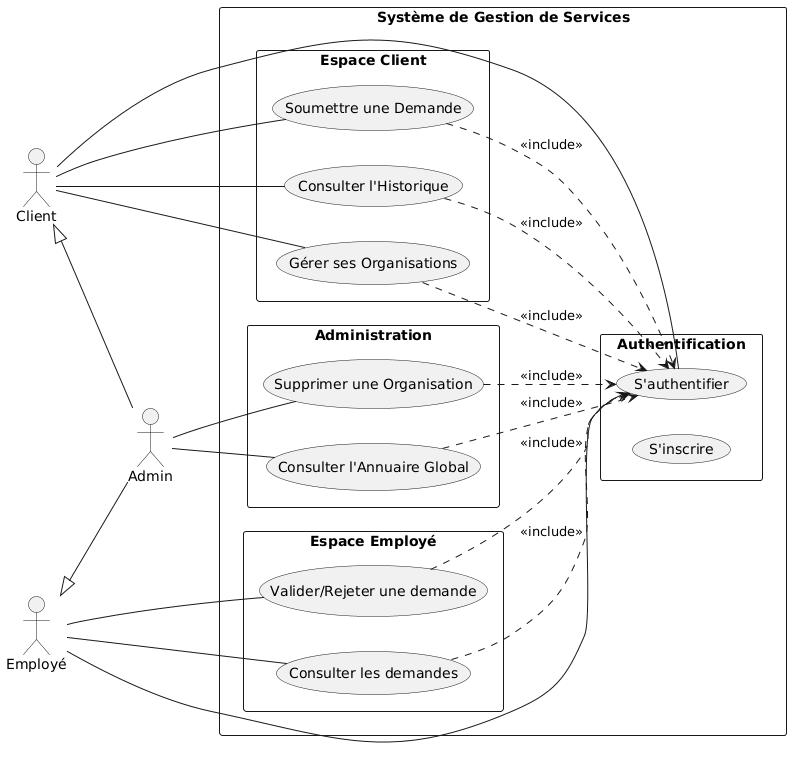 Système de Gestion de Services
Espace Client
Soumettre une Demande
«include»
Consulter l'Historique
Client
«include»
Gérer ses Organisations
«include»
Administration
Authentification
Supprimer une Organisation
«include»
S'authentifier
«include»
Admin
Consulter l'Annuaire Global
«include»
S'inscrire
Espace Employé
«include»
Valider/Rejeter une demande
Employé
Consulter les demandes